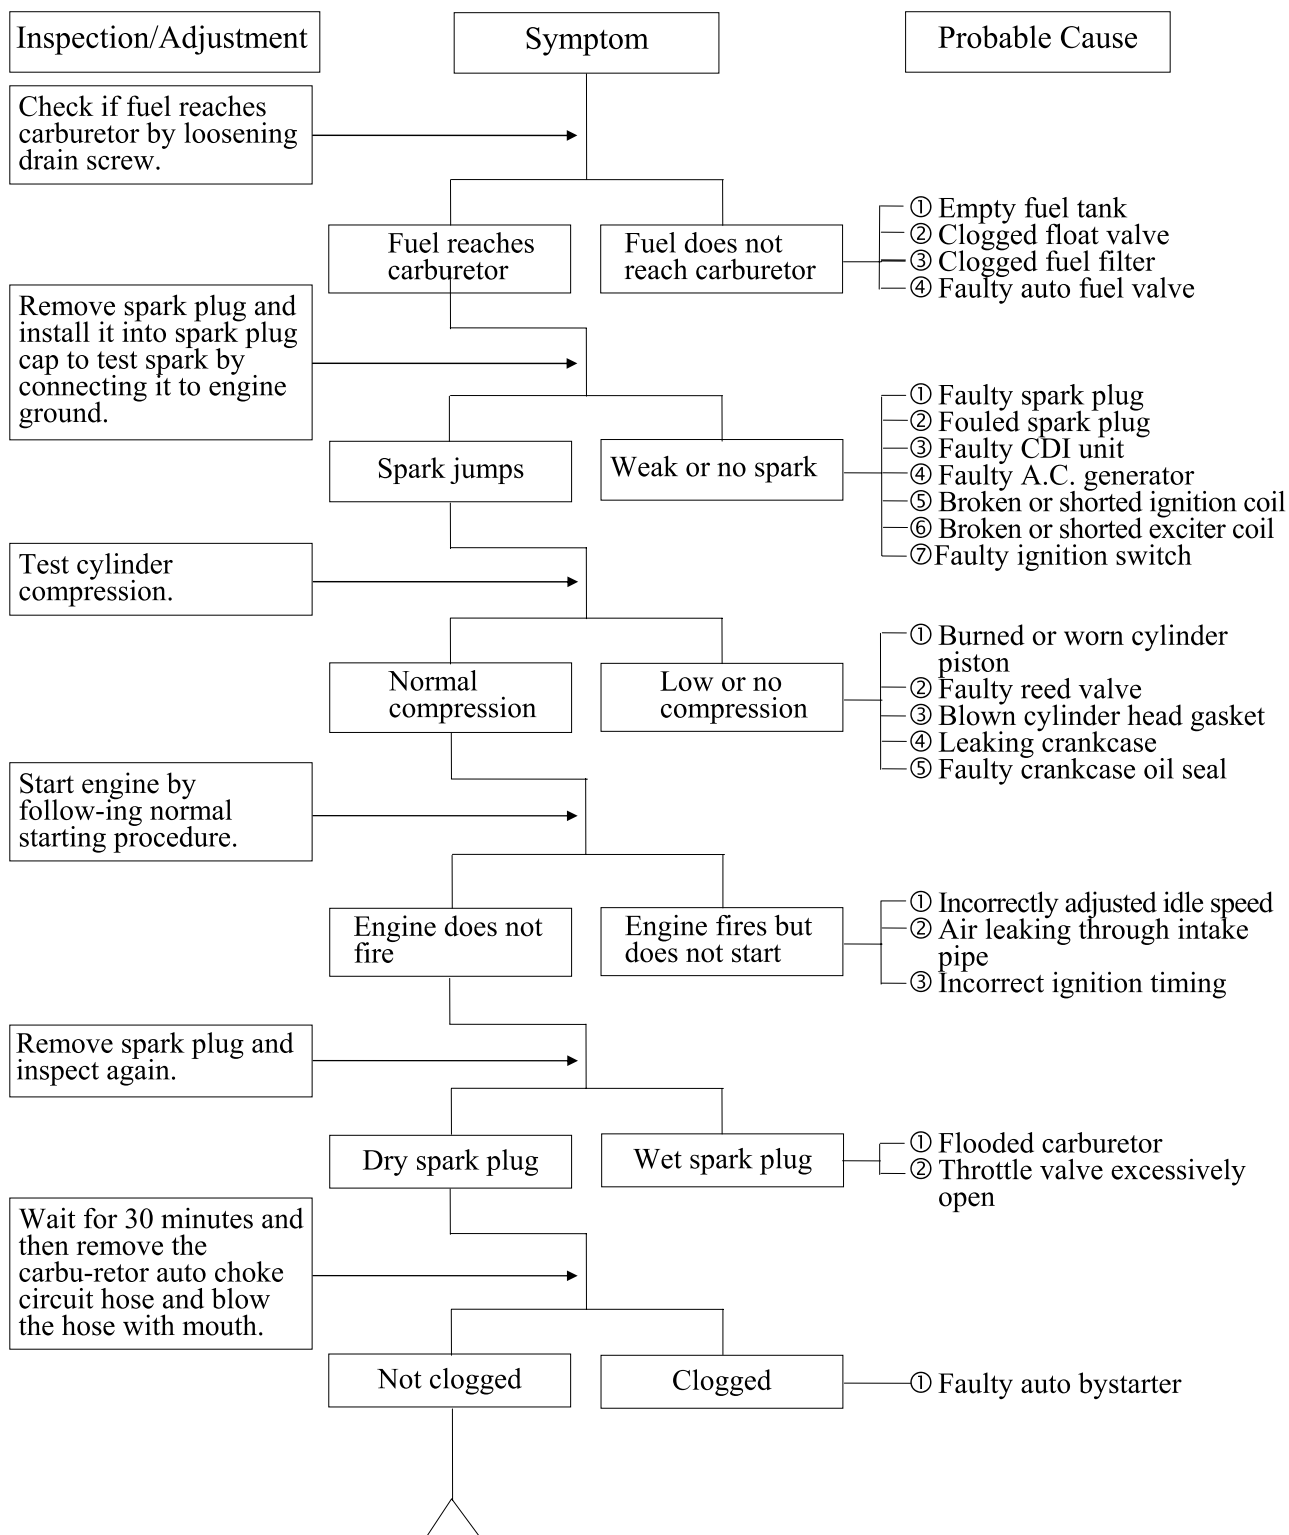 Inspection/Adjustment
Symptom
Probable Cause
Check if fuel reaches
carburetor by loosening
drain screw.
Fuel reaches
carburetor
Fuel does not
reach carburetor
① Empty fuel tank
② Clogged float valve
③ Clogged fuel filter
④ Faulty auto fuel valve
Remove spark plug and
install it into spark plug
cap to test spark by
connecting it to engine
ground.
Spark jumps
Weak or no spark
① Faulty spark plug
② Fouled spark plug
③ Faulty CDI unit
④ Faulty A.C. generator
⑤ Broken or shorted ignition coil
⑥ Broken or shorted exciter coil
⑦Faulty ignition switch
Test cylinder
compression.
Normal
compression
Low or no
compression
① Burned or worn cylinder
piston
② Faulty reed valve
③ Blown cylinder head gasket
④ Leaking crankcase
⑤ Faulty crankcase oil seal
Start engine by
follow-ing normal
starting procedure.
Engine does not
fire
Engine fires but
does not start
① Incorrectly adjusted idle speed
② Air leaking through intake
pipe
③ Incorrect ignition timing
Remove spark plug and
inspect again.
Dry spark plug
Wet spark plug
① Flooded carburetor
② Throttle valve excessively
open
Wait for 30 minutes and
then remove the
carbu-retor auto choke
circuit hose and blow
the hose with mouth.
Not clogged
Clogged
① Faulty auto bystarter